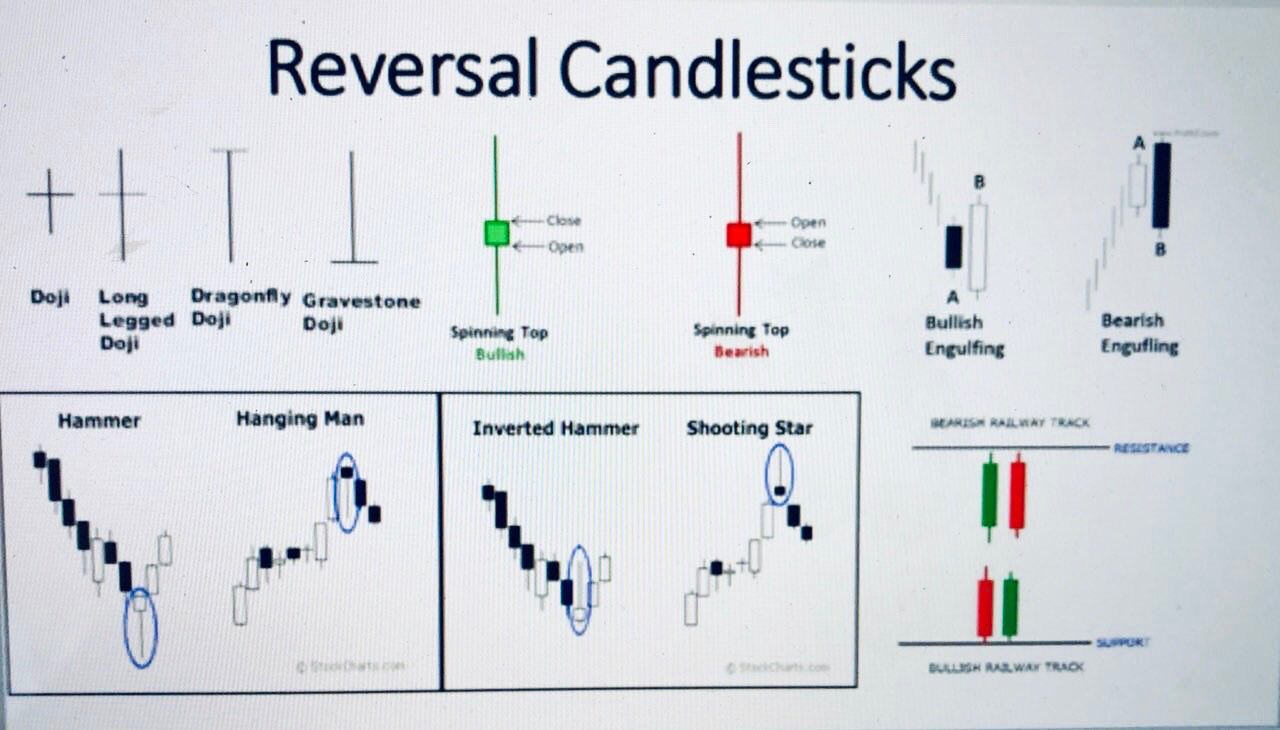 Reversal Candlesticks
Doji
Long
Legged
Doji
Dragonfly
Doji
Gravestone
Doji
Close
Open
Spinning Top
Bullish
Open
Close
Spinning Top
Bearish
B
A
Bullish
Engulfing
A
B
Bearish
Engufling
Hammer
Hanging Man
© StockCharts.com
Inverted Hammer
Shooting Star
© StockCharts.com
BEARISH RAILWAY TRACK
RESISTANCE
SUPPORT
BULLISH RAILWAY TRACK